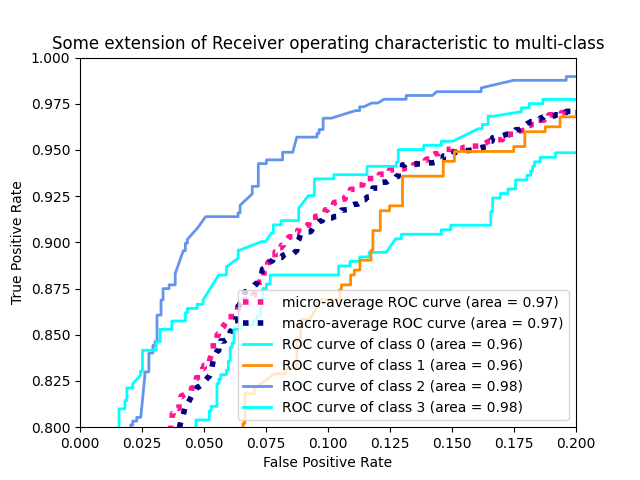 Some extension of Receiver operating characteristic to multi-class
1.000
0.975
0.950
0.925
0.900
0.875
0.850
0.825
0.800
True Positive Rate
micro-average ROC curve (area = 0.97)
macro-average ROC curve (area = 0.97)
ROC curve of class 0 (area = 0.96)
ROC curve of class 1 (area = 0.96)
ROC curve of class 2 (area = 0.98)
ROC curve of class 3 (area = 0.98)
0.000 0.025 0.050 0.075 0.100 0.125 0.150 0.175 0.200
False Positive Rate